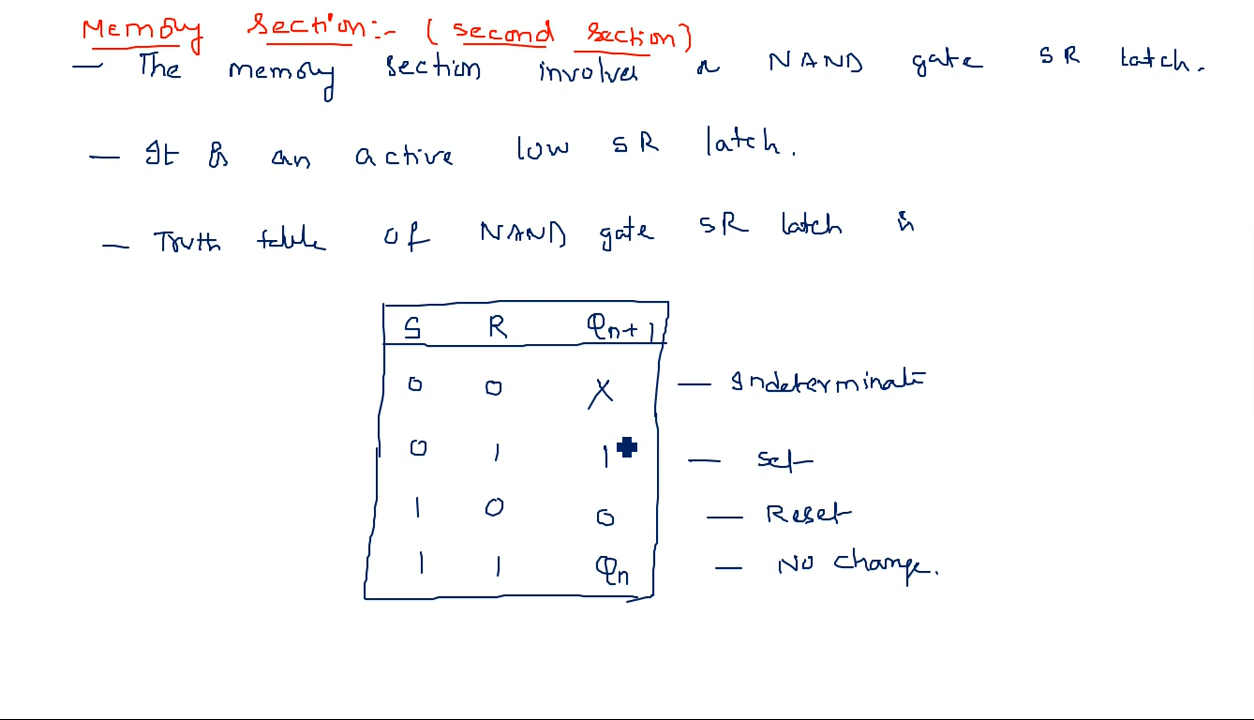 Memory Section:- (second section)
— The memory section involves a NAND gate SR latch.
— It is an active low SR latch.
— Truth table of NAND gate SR latch is
S R Qn+1
0 0 X — Indeterminate
0 1 1 — Set
1 0 0 — Reset
1 1 Qn — No change.